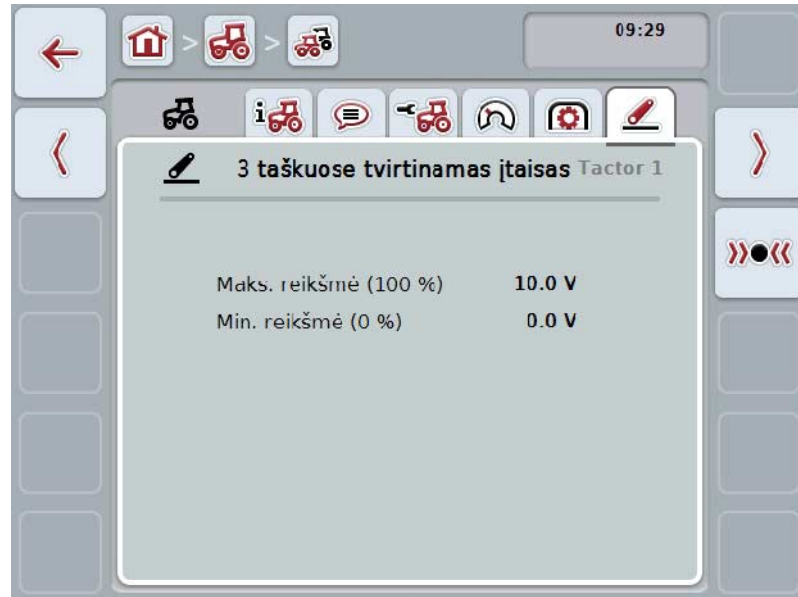 09:29
3 taškuose tvirtinamas įtaisas Tactor 1
Maks. reikšmė (100 %) 10.0 V
Min. reikšmė (0 %) 0.0 V